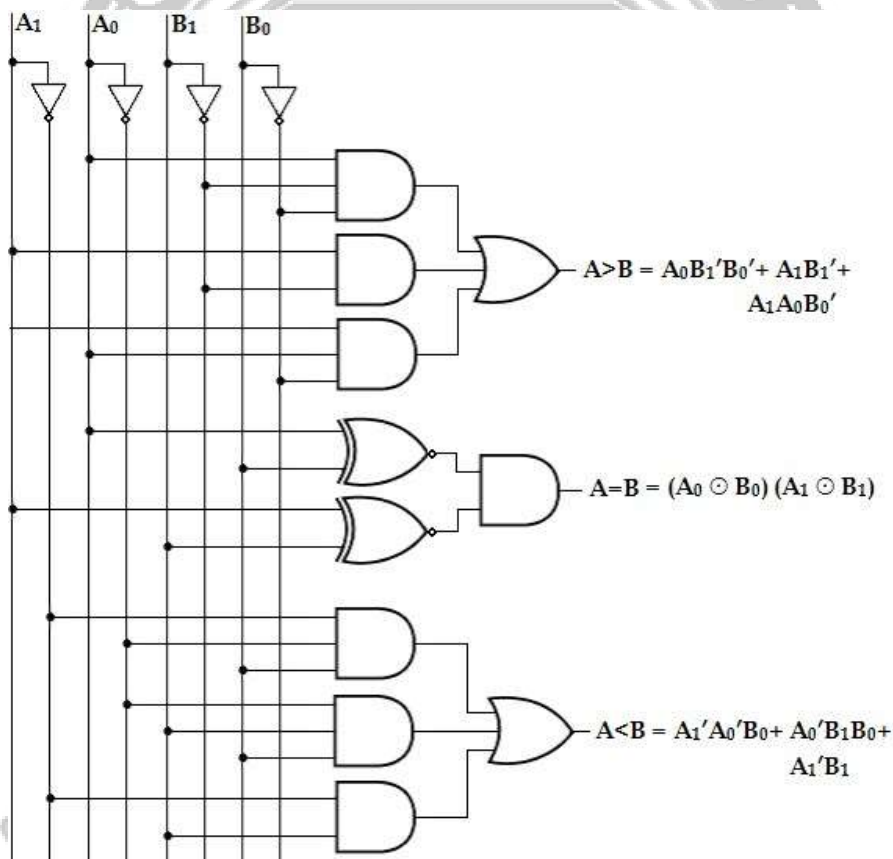 A₁ A₀ B₁ B₀
A>B = A₀B₁′B₀′+ A₁B₁′+
A₁A₀B₀′
A=B = (A₀ ⊙ B₀) (A₁ ⊙ B₁)
A<B = A₁′A₀′B₀+ A₀′B₁B₀+
A₁′B₁